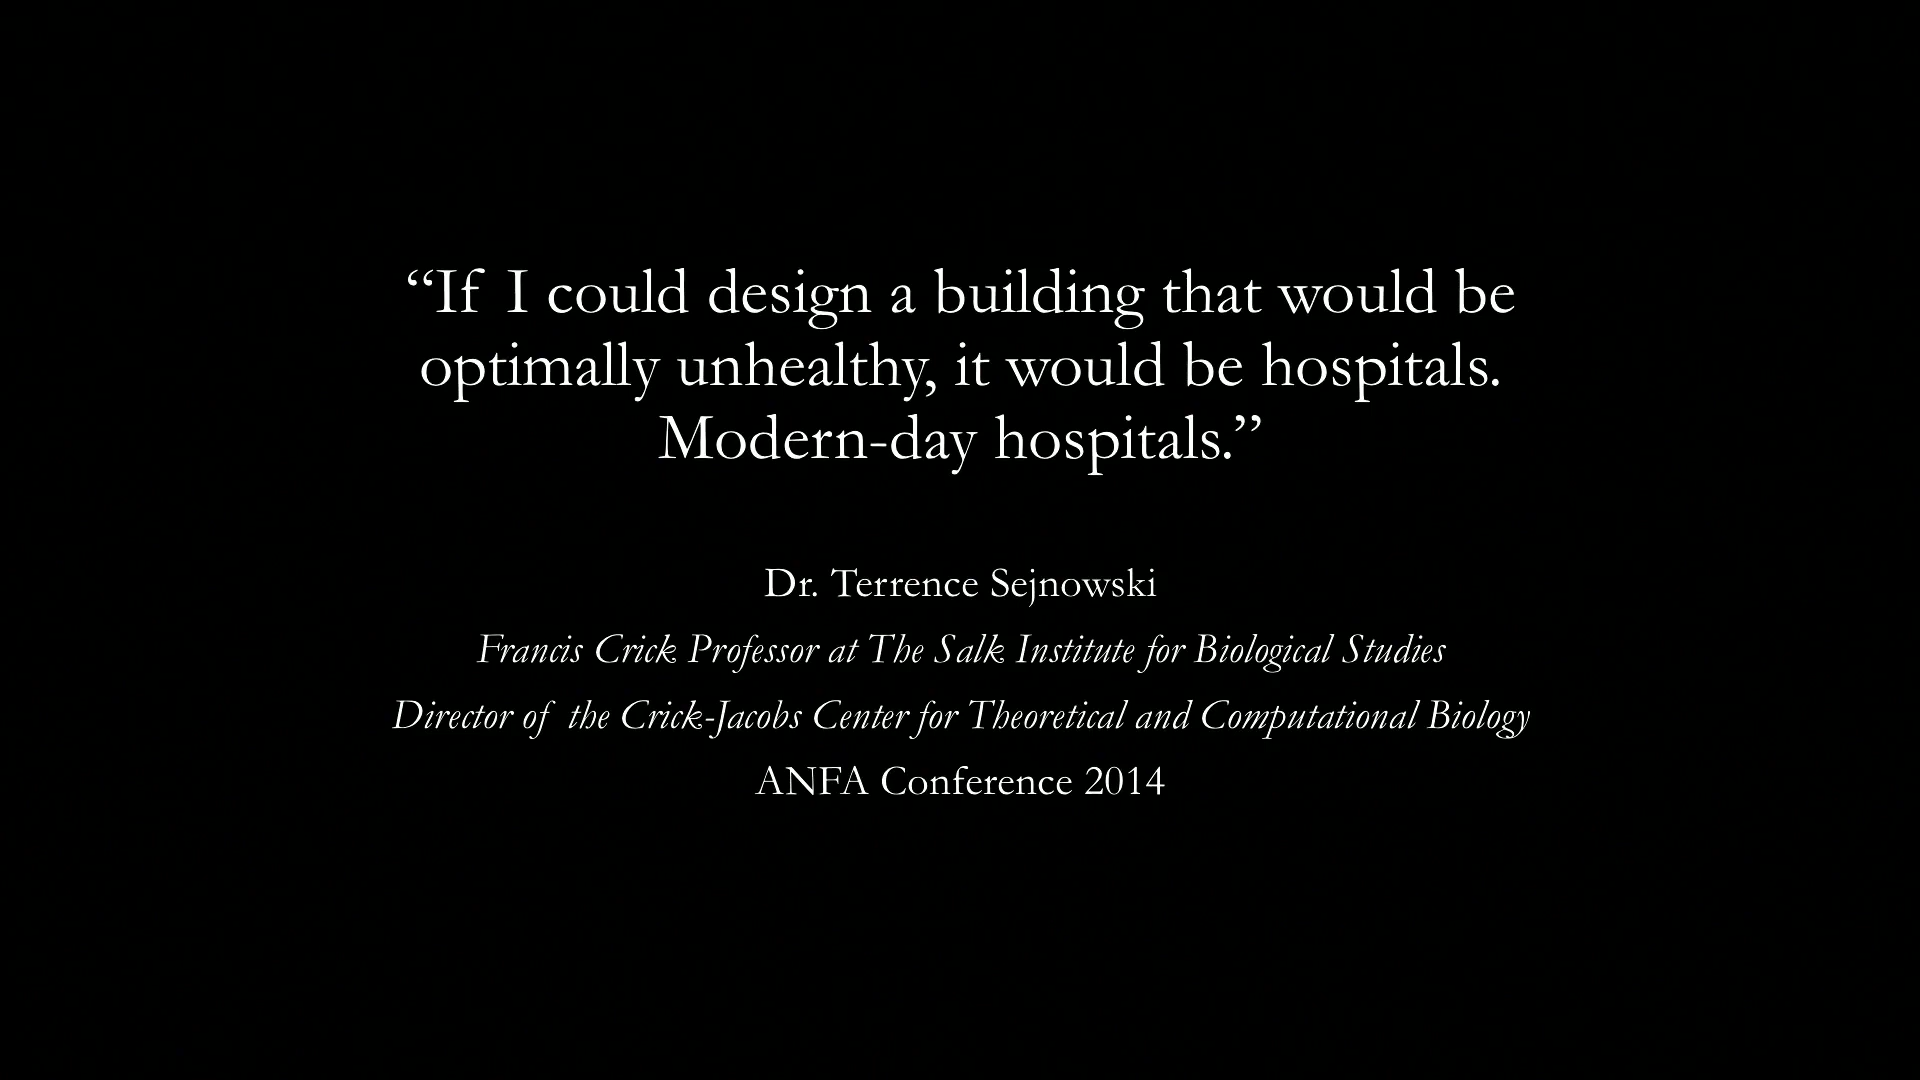 “If I could design a building that would be
optimally unhealthy, it would be hospitals.
Modern-day hospitals.”
Dr. Terrence Sejnowski
Francis Crick Professor at The Salk Institute for Biological Studies
Director of the Crick-Jacobs Center for Theoretical and Computational Biology
ANFA Conference 2014